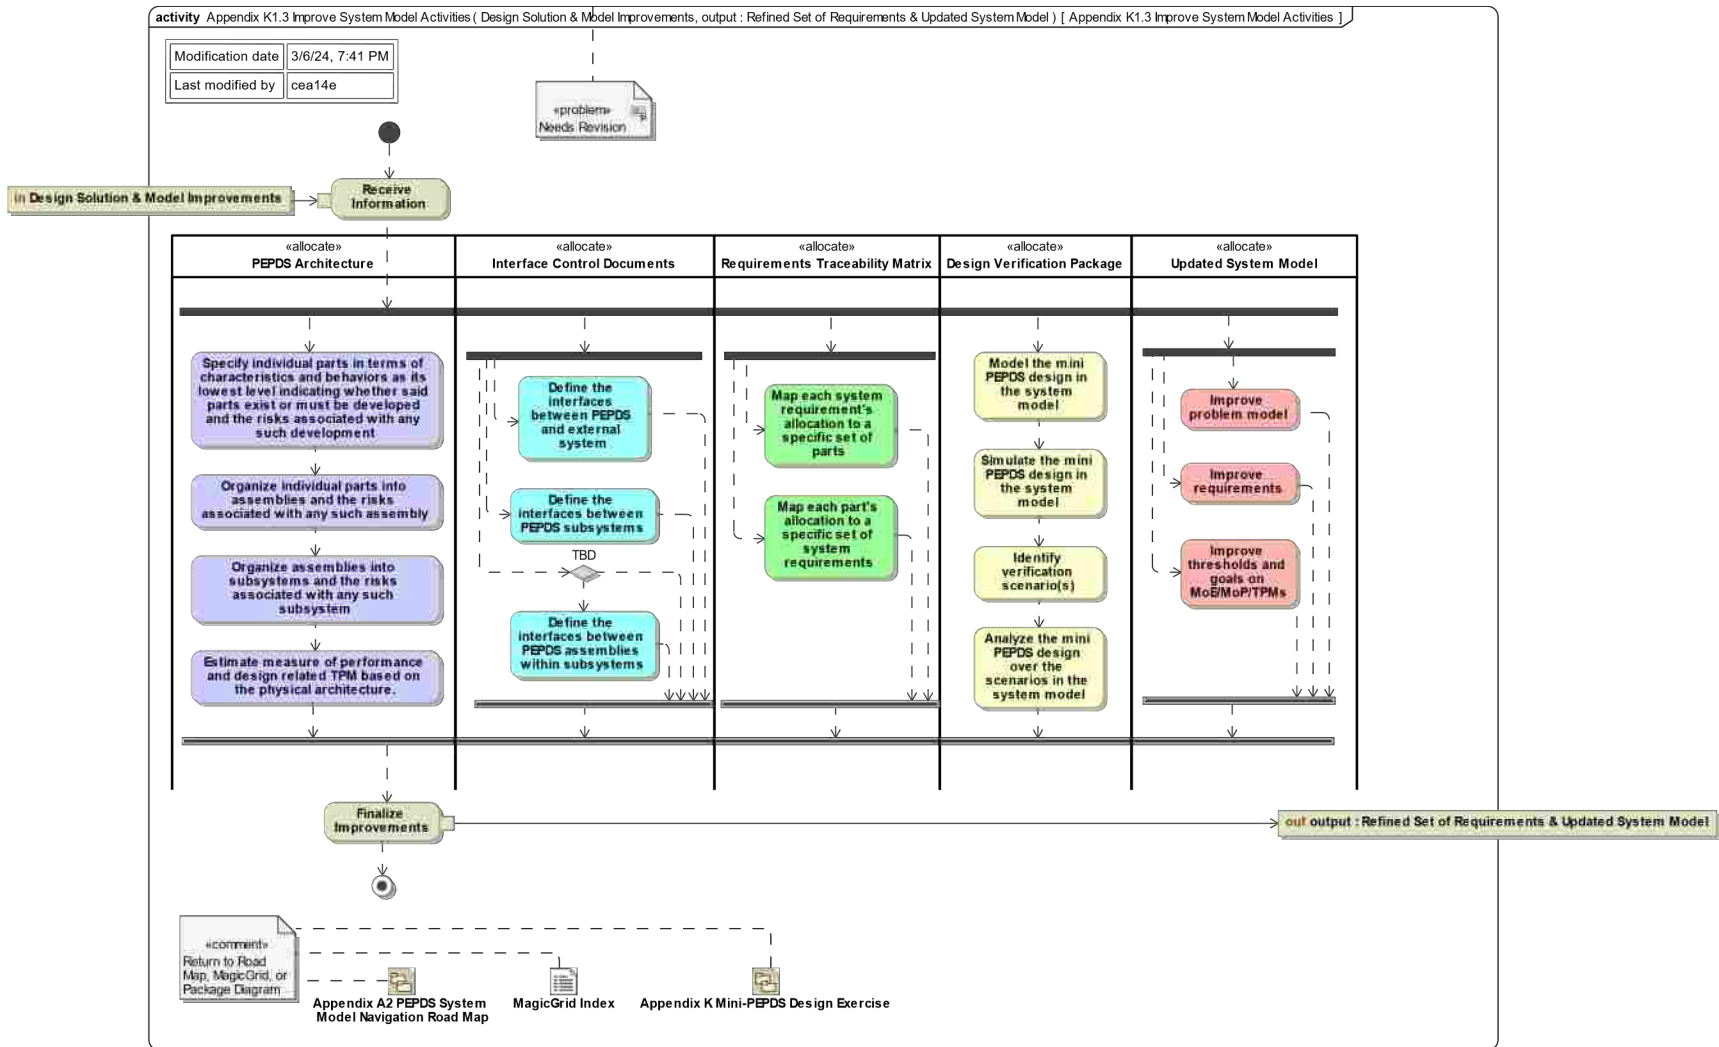 activity Appendix K1.3 Improve System Model Activities ( Design Solution & Model Improvements, output : Refined Set of Requirements & Updated System Model ) [ Appendix K1.3 Improve System Model Activities ]
Modification date 3/6/24, 7:41 PM
Last modified by cea14e
«problem»
Needs Revision
in Design Solution & Model Improvements
Receive
Information
«allocate»
PEPDS Architecture
«allocate»
Interface Control Documents
«allocate»
Requirements Traceability Matrix
«allocate»
Design Verification Package
«allocate»
Updated System Model
Specify individual parts in terms of
characteristics and behaviors as its
lowest level indicating whether said
parts exist or must be developed
and the risks associated with any
such development
Organize individual parts into
assemblies and the risks
associated with any such assembly
Organize assemblies into
subsystems and the risks
associated with any such
subsystem
Estimate measure of performance
and design related TPM based on
the physical architecture.
Define the
interfaces
between PEPDS
and external
system
Define the
interfaces between
PEPDS subsystems
TBD
Define the
interfaces between
PEPDS assemblies
within subsystems
Map each system
requirement's
allocation to a
specific set of
parts
Map each part's
allocation to a
specific set of
system
requirements
Model the mini
PEPDS design in
the system
model
Simulate the mini
PEPDS design in
the system
model
Identify
verification
scenario(s)
Analyze the mini
PEPDS design
over the
scenarios in the
system model
Improve
problem model
Improve
requirements
Improve
thresholds and
goals on
MoE/MoP/TPMs
Finalize
Improvements
out output : Refined Set of Requirements & Updated System Model
«comment»
Return to Road
Map, MagicGrid, or
Package Diagram
Appendix A2 PEPDS System
Model Navigation Road Map
MagicGrid Index
Appendix K Mini-PEPDS Design Exercise